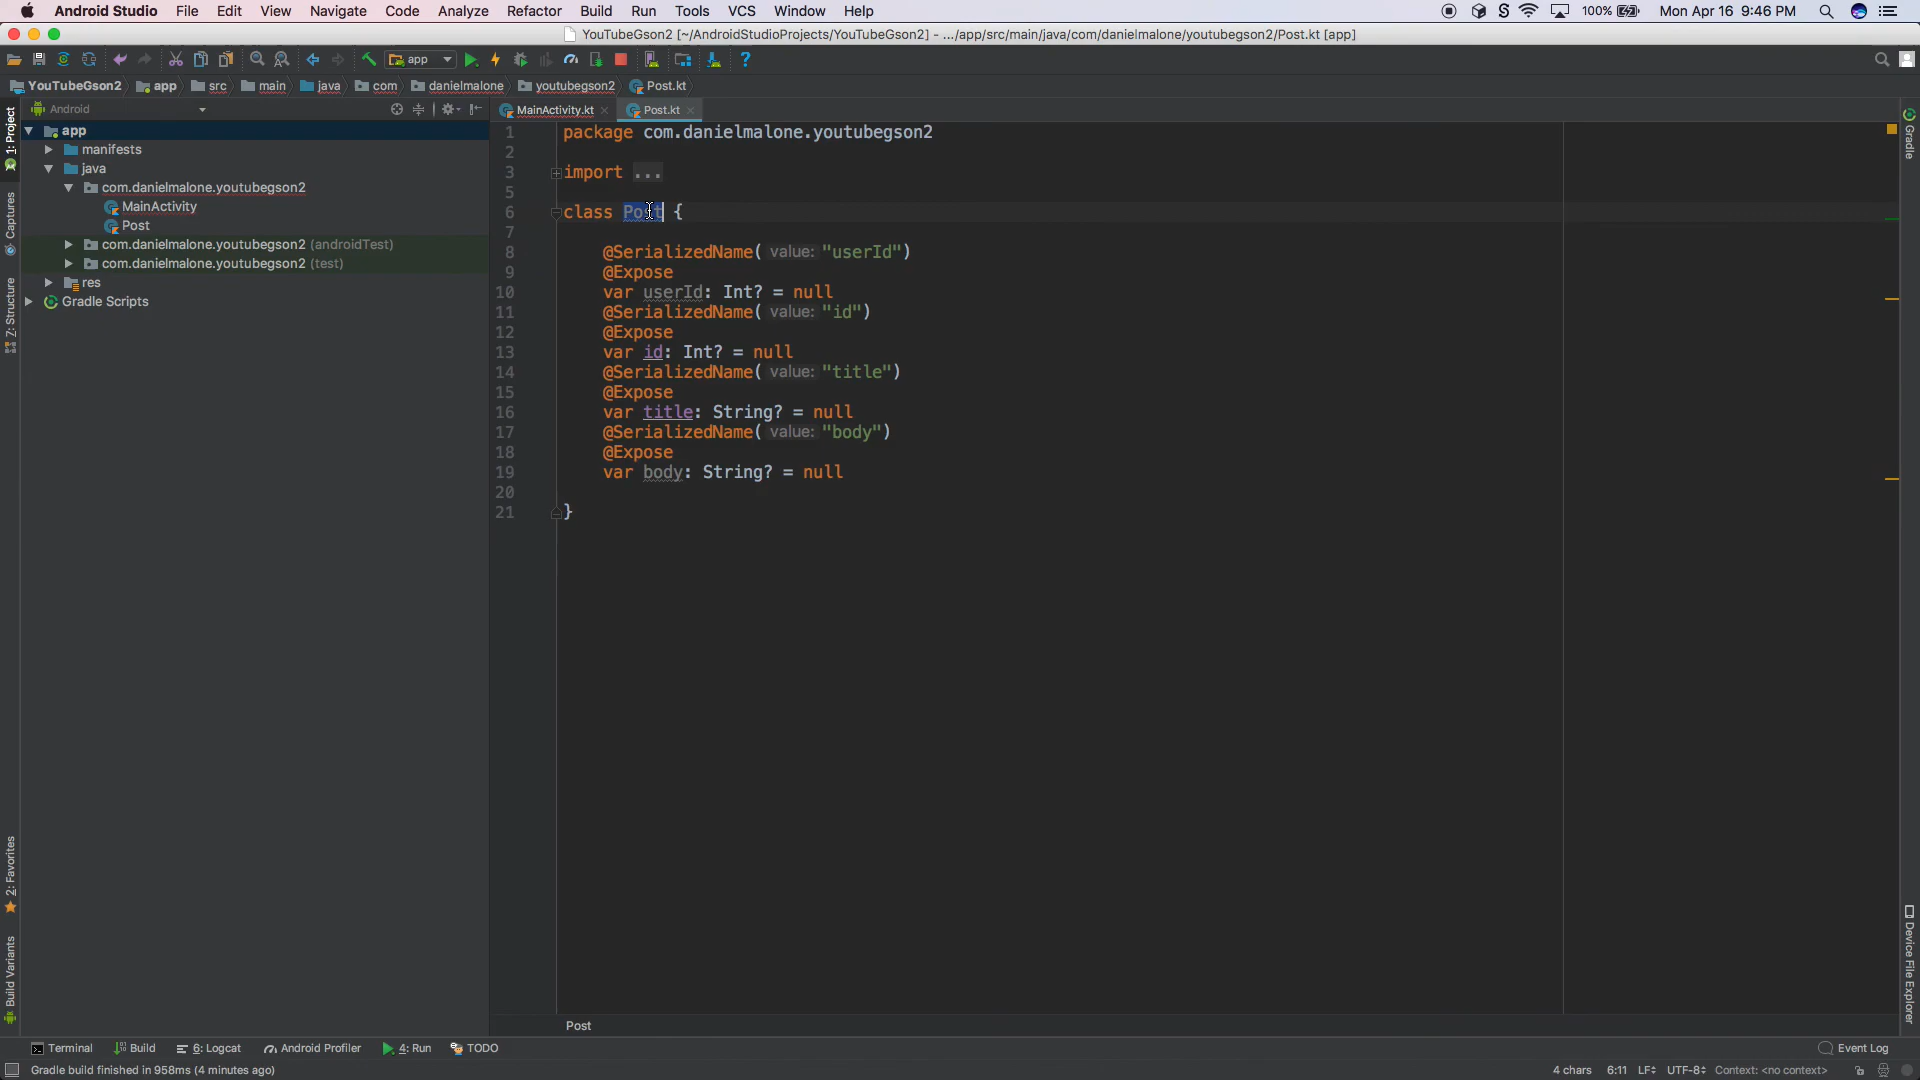 Android Studio File Edit View Navigate Code Analyze Refactor Build Run Tools VCS Window Help 100% Mon Apr 16 9:46 PM
YouTubeGson2 [~/AndroidStudioProjects/YouTubeGson2] - .../app/src/main/java/com/danielmalone/youtubegson2/Post.kt [app]
app
YouTubeGson2 app src main java com danielmalone youtubegson2 Post.kt
Android
MainActivity.kt Post.kt
app
manifests
java
com.danielmalone.youtubegson2
MainActivity
Post
com.danielmalone.youtubegson2 (androidTest)
com.danielmalone.youtubegson2 (test)
res
Gradle Scripts
1: Project
Captures
Z: Structure
2: Favorites
Build Variants
1 package com.danielmalone.youtubegson2
2
3 import ...
5
6 class Post {
7
8 @SerializedName( value: "userId")
9 @Expose
10 var userId: Int? = null
11 @SerializedName( value: "id")
12 @Expose
13 var id: Int? = null
14 @SerializedName( value: "title")
15 @Expose
16 var title: String? = null
17 @SerializedName( value: "body")
18 @Expose
19 var body: String? = null
20
21 }
Gradle
Device File Explorer
Post
Terminal Build 6: Logcat Android Profiler 4: Run TODO Event Log
Gradle build finished in 958ms (4 minutes ago) 4 chars 6:11 LF÷ UTF-8÷ Context: <no context>